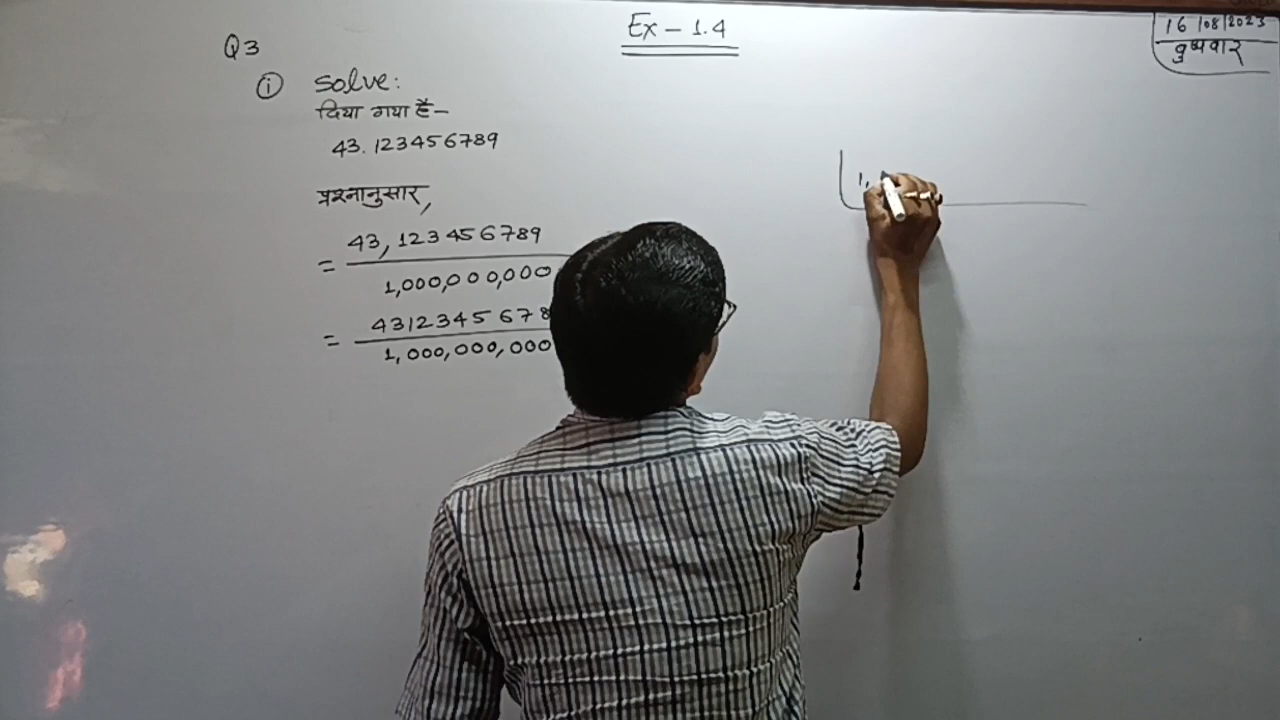 Ex - 1.4
16/08/2023
बुधवार
Q3
(i) Solve:
दिया गया है-
43.123456789
प्रश्नानुसार,
= 43,123456789
1,000,000,000
= 4312345678
1,000,000,000
1,